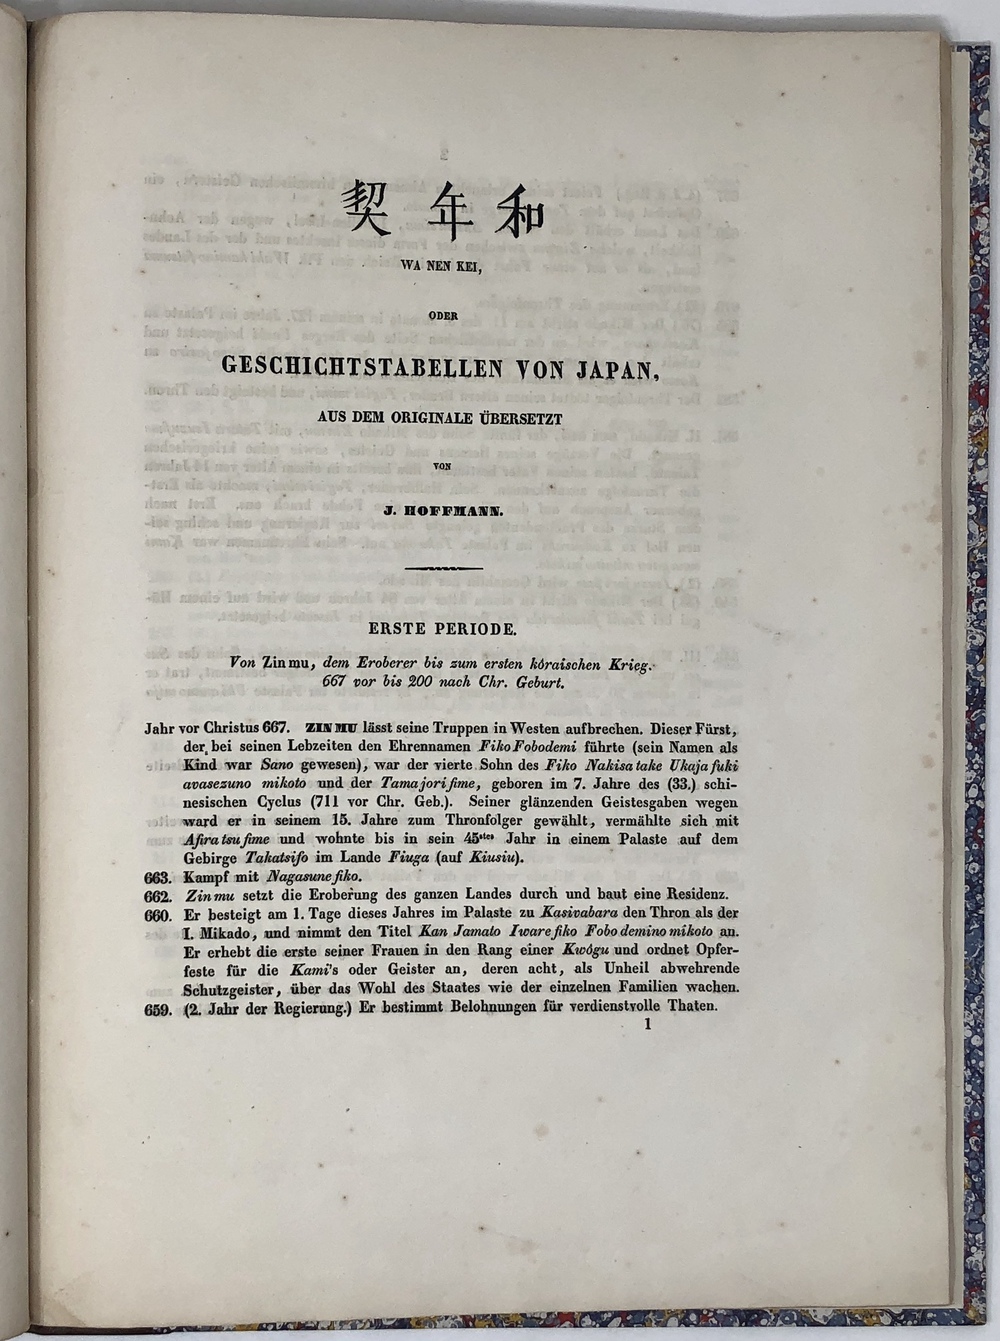 2
契 年 和
WA NEN KEI,
ODER
GESCHICHTSTABELLEN VON JAPAN,
AUS DEM ORIGINALE ÜBERSETZT
VON
J. HOFFMANN.
ERSTE PERIODE.
Von Zinmu, dem Eroberer bis zum ersten kôraischen Krieg.
667 vor bis 200 nach Chr. Geburt.
Jahr vor Christus 667. ZINMU lässt seine Truppen in Westen aufbrechen. Dieser Fürst,
der bei seinen Lebzeiten den Ehrennamen Fiko Fobodemi führte (sein Namen als
Kind war Sano gewesen), war der vierte Sohn des Fiko Nakisa take Ukaja fuki
avasezuno mikoto und der Tamajorifime, geboren im 7. Jahre des (33.) schi-
nesischen Cyclus (711 vor Chr. Geb.). Seiner glänzenden Geistesgaben wegen
ward er in seinem 15. Jahre zum Thronfolger gewählt, vermählte sich mit
Afira tsu fime und wohnte bis in sein 45stes Jahr in einem Palaste auf dem
Gebirge Takatsifo im Lande Fiuga (auf Kiusiu).
663. Kampf mit Nagasune fiko.
662. Zinmu setzt die Eroberung des ganzen Landes durch und baut eine Residenz.
660. Er besteigt am 1. Tage dieses Jahres im Palaste zu Kasivabara den Thron als der
I. Mikado, und nimmt den Titel Kan Jamato Iware fiko Fobo demino mikoto an.
Er erhebt die erste seiner Frauen in den Rang einer Kwôgu und ordnet Opfer-
feste für die Kami's oder Geister an, deren acht, als Unheil abwehrende
Schutzgeister, über das Wohl des Staates wie der einzelnen Familien wachen.
659. (2. Jahr der Regierung.) Er bestimmt Belohnungen für verdienstvolle Thaten.
1